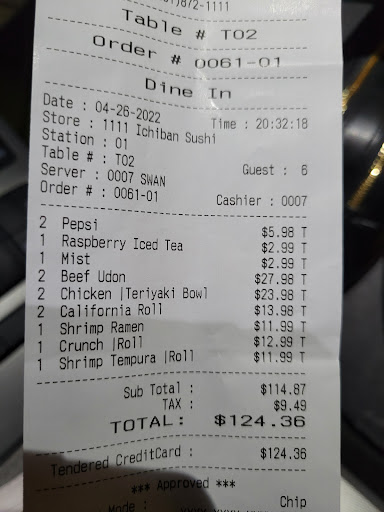 )872-1111
Table # T02
Order # 0061-01
Dine In
Date : 04-26-2022 Time : 20:32:18
Store : 1111 Ichiban Sushi
Station : 01
Table # : T02 Guest : 6
Server : 0007 SWAN
Order # : 0061-01 Cashier : 0007
2 Pepsi $5.98 T
1 Raspberry Iced Tea $2.99 T
1 Mist $2.99 T
2 Beef Udon $27.98 T
2 Chicken |Teriyaki Bowl $23.98 T
2 California Roll $13.98 T
1 Shrimp Ramen $11.99 T
1 Crunch |Roll $12.99 T
1 Shrimp Tempura |Roll $11.99 T
Sub Total : $114.87
TAX : $9.49
TOTAL: $124.36
Tendered CreditCard : $124.36
*** Approved ***
Mode : Chip